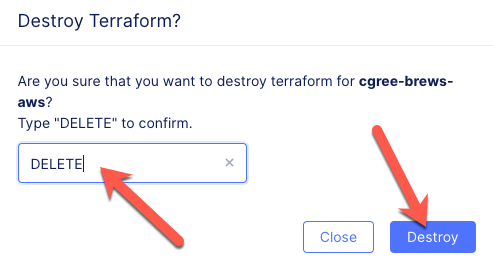 Destroy Terraform?
Are you sure that you want to destroy terraform for cgree-brews-
aws?
Type "DELETE" to confirm.
DELETE
Close
Destroy